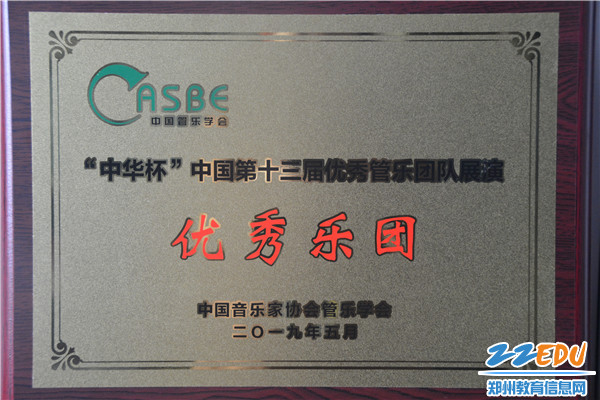 CASBE
中国管乐学会
“中华杯”中国第十三届优秀管乐团队展演
优秀乐团
中国音乐家协会管乐学会
二〇一九年五月
ZZEDU
郑州教育信息网